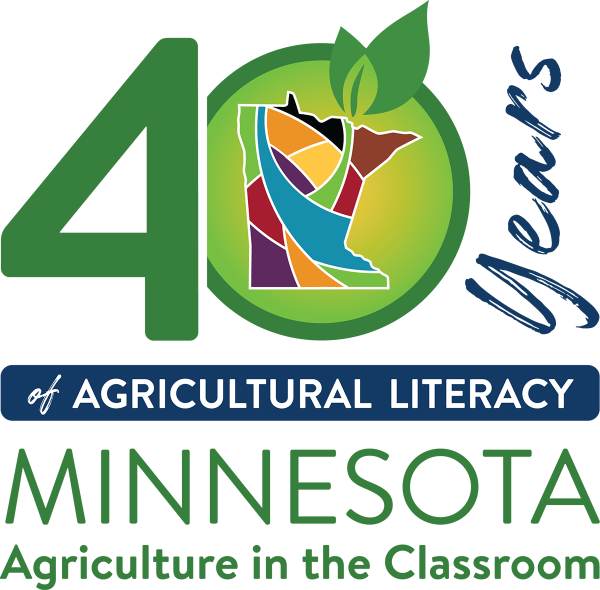 40
Years
of AGRICULTURAL LITERACY
MINNESOTA
Agriculture in the Classroom